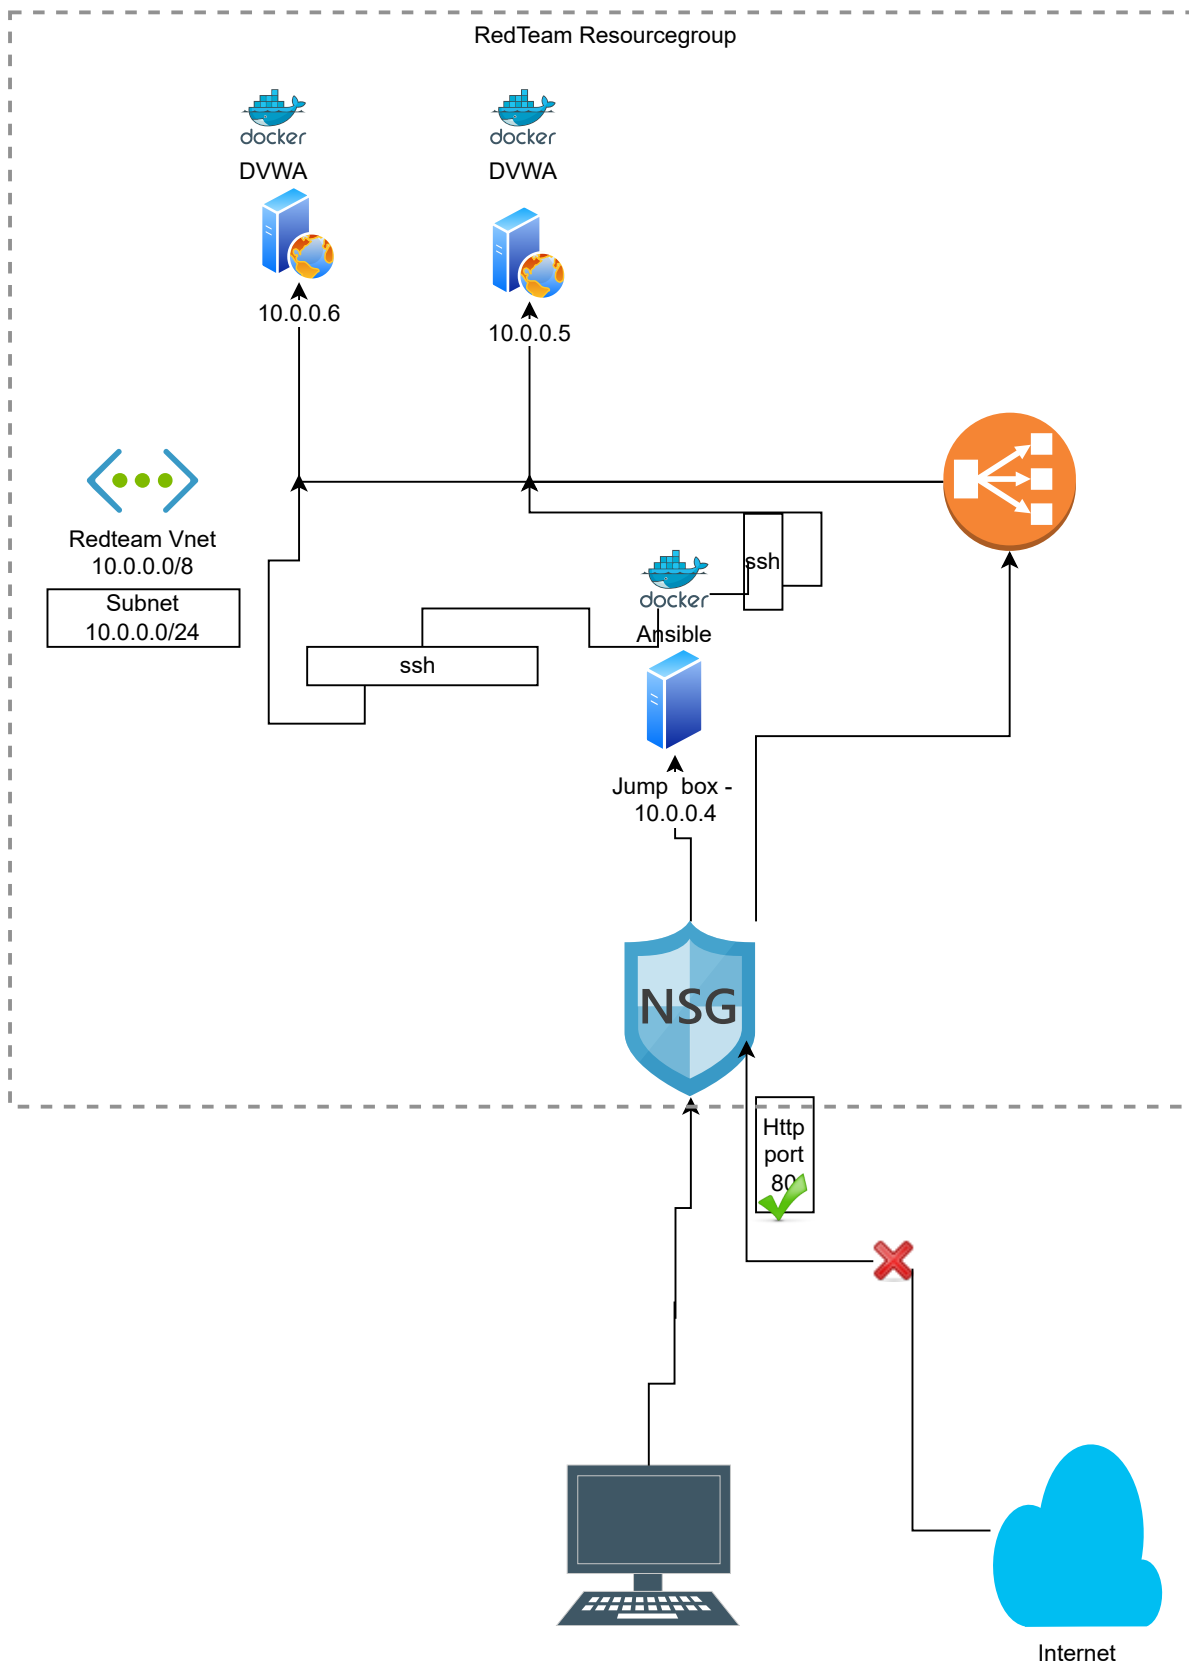 RedTeam Resourcegroup
docker
DVWA
docker
DVWA
10.0.0.6
10.0.0.5
Redteam Vnet
10.0.0.0/8
Subnet
10.0.0.0/24
ssh
docker
Ansible
ssh
Jump  box -
10.0.0.4
NSG
Http
port
80
Internet